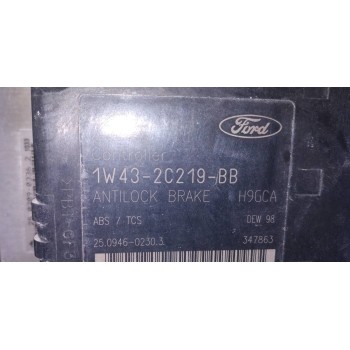 Ford
Controller
1W43-2C219-BB
ANTILOCK BRAKE H9GCA
ABS / TCS DEW 98
25.0946-0230.3 347863